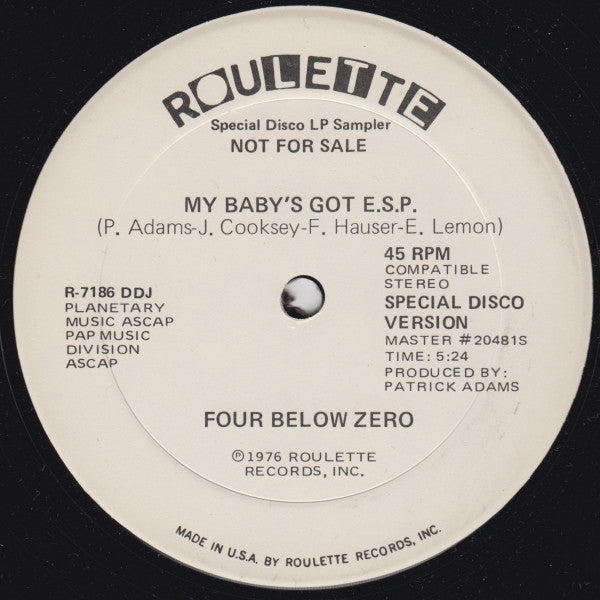 ROULETTE
Special Disco LP Sampler
NOT FOR SALE
MY BABY'S GOT E.S.P.
(P. Adams-J. Cooksey-F. Hauser-E. Lemon)
R-7186 DDJ
PLANETARY
MUSIC ASCAP
PAP MUSIC
DIVISION
ASCAP
45 RPM
COMPATIBLE
STEREO
SPECIAL DISCO
VERSION
MASTER #20481S
TIME: 5:24
PRODUCED BY:
PATRICK ADAMS
FOUR BELOW ZERO
℗1976 ROULETTE
RECORDS, INC.
MADE IN U.S.A. BY ROULETTE RECORDS, INC.